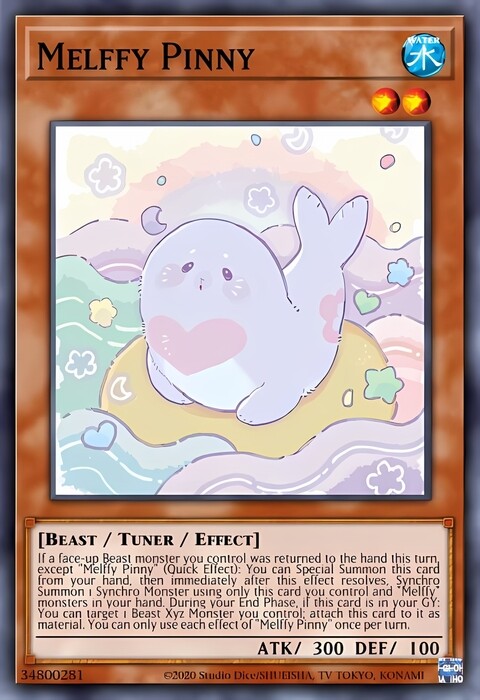 MELFFY PINNY
WATER
水
[BEAST / TUNER / EFFECT]
If a face-up Beast monster you control was returned to the hand this turn,
except "Melffy Pinny" (Quick Effect): You can Special Summon this card
from your hand, then immediately after this effect resolves, Synchro
Summon 1 Synchro Monster using only this card you control and "Melffy"
monsters in your hand. During your End Phase, if this card is in your GY:
You can target 1 Beast Xyz Monster you control; attach this card to it as
material. You can only use each effect of "Melffy Pinny" once per turn.
ATK/ 300 DEF/ 100
34800281
©2020 Studio Dice/SHUEISHA, TV TOKYO, KONAMI